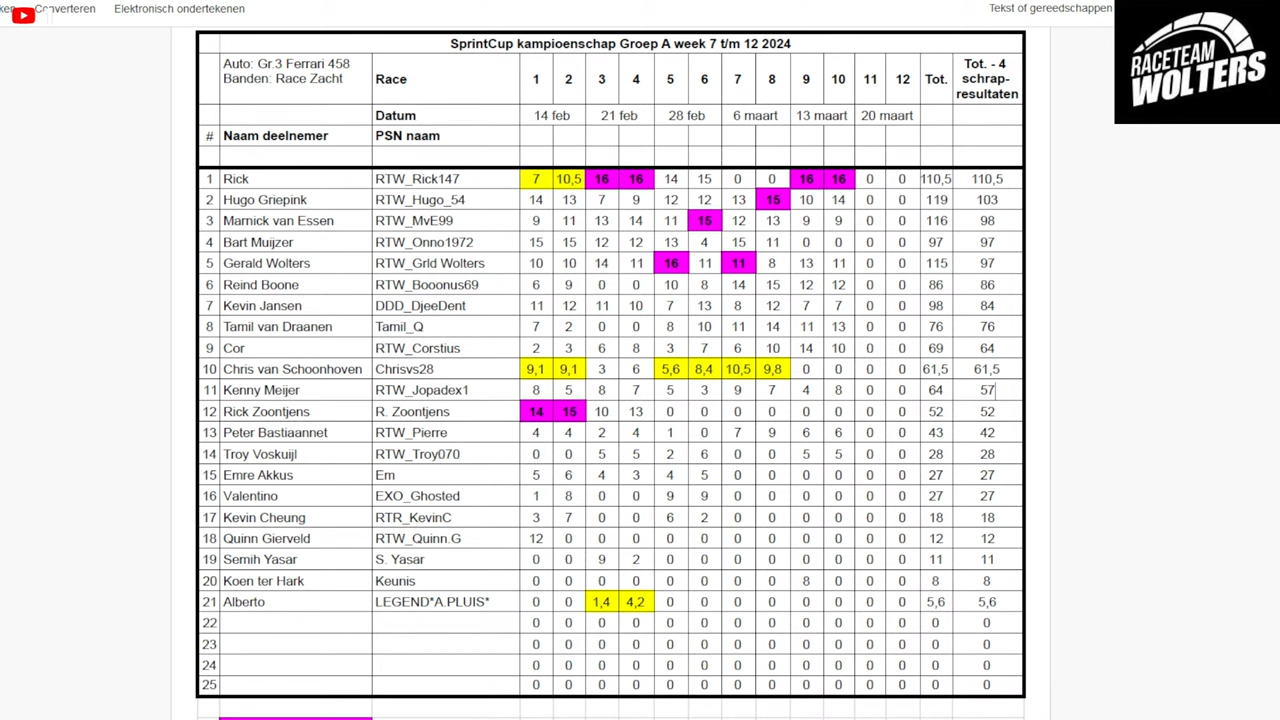 Converteren Elektronisch ondertekenen Tekst of gereedschappen
RACETEAM
WOLTERS
SprintCup kampioenschap Groep A week 7 t/m 12 2024
Auto: Gr.3 Ferrari 458
Banden: Race Zacht
Race 1 2 3 4 5 6 7 8 9 10 11 12 Tot. Tot. - 4 schrap-resultaten
Datum 14 feb 21 feb 28 feb 6 maart 13 maart 20 maart
# Naam deelnemer PSN naam
1 Rick RTW_Rick147 7 10,5 16 16 14 15 0 0 16 16 0 0 110,5 110,5
2 Hugo Griepink RTW_Hugo_54 14 13 7 9 12 12 13 15 10 14 0 0 119 103
3 Marnick van Essen RTW_MvE99 9 11 13 14 11 15 12 13 9 9 0 0 116 98
4 Bart Muijzer RTW_Onno1972 15 15 12 12 13 4 15 11 0 0 0 0 97 97
5 Gerald Wolters RTW_Grld Wolters 10 10 14 11 16 11 11 8 13 11 0 0 115 97
6 Reind Boone RTW_Booonus69 6 9 0 0 10 8 14 15 12 12 0 0 86 86
7 Kevin Jansen DDD_DjeeDent 11 12 11 10 7 13 8 12 7 7 0 0 98 84
8 Tamil van Draanen Tamil_Q 7 2 0 0 8 10 11 14 11 13 0 0 76 76
9 Cor RTW_Corstius 2 3 6 8 3 7 6 10 14 10 0 0 69 64
10 Chris van Schoonhoven Chrisvs28 9,1 9,1 3 6 5,6 8,4 10,5 9,8 0 0 0 0 61,5 61,5
11 Kenny Meijer RTW_Jopadex1 8 5 8 7 5 3 9 7 4 8 0 0 64 57
12 Rick Zoontjens R. Zoontjens 14 15 10 13 0 0 0 0 0 0 0 0 52 52
13 Peter Bastiaannet RTW_Pierre 4 4 2 4 1 0 7 9 6 6 0 0 43 42
14 Troy Voskuijl RTW_Troy070 0 0 5 5 2 6 0 0 5 5 0 0 28 28
15 Emre Akkus Em 5 6 4 3 4 5 0 0 0 0 0 0 27 27
16 Valentino EXO_Ghosted 1 8 0 0 9 9 0 0 0 0 0 0 27 27
17 Kevin Cheung RTR_KevinC 3 7 0 0 6 2 0 0 0 0 0 0 18 18
18 Quinn Gierveld RTW_Quinn.G 12 0 0 0 0 0 0 0 0 0 0 0 12 12
19 Semih Yasar S. Yasar 0 0 9 2 0 0 0 0 0 0 0 0 11 11
20 Koen ter Hark Keunis 0 0 0 0 0 0 0 0 8 0 0 0 8 8
21 Alberto LEGEND*A.PLUIS* 0 0 1,4 4,2 0 0 0 0 0 0 0 0 5,6 5,6
22 0 0 0 0 0 0 0 0 0 0 0 0 0 0
23 0 0 0 0 0 0 0 0 0 0 0 0 0 0
24 0 0 0 0 0 0 0 0 0 0 0 0 0 0
25 0 0 0 0 0 0 0 0 0 0 0 0 0 0